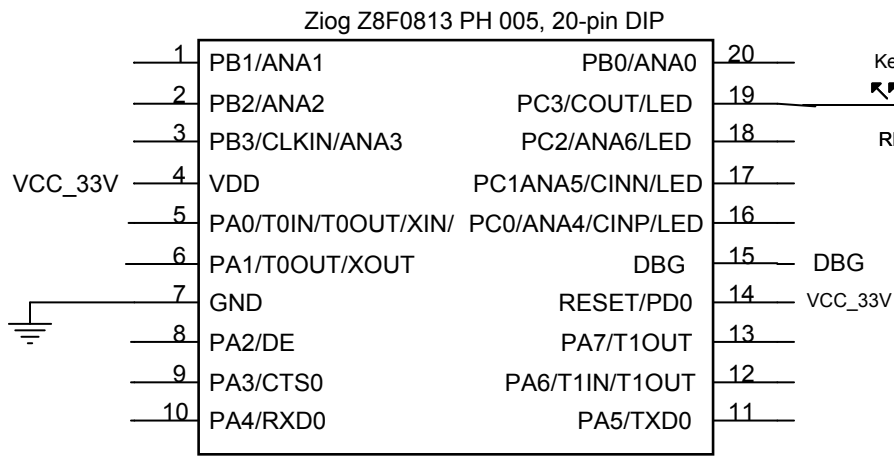 Ziog Z8F0813 PH 005, 20-pin DIP
1 PB1/ANA1 PB0/ANA0 20
2 PB2/ANA2 PC3/COUT/LED 19
3 PB3/CLKIN/ANA3 PC2/ANA6/LED 18
VCC_33V 4 VDD PC1ANA5/CINN/LED 17
5 PA0/T0IN/T0OUT/XIN/ PC0/ANA4/CINP/LED 16
6 PA1/T0OUT/XOUT DBG 15 DBG
7 GND RESET/PD0 14 VCC_33V
8 PA2/DE PA7/T1OUT 13
9 PA3/CTS0 PA6/T1IN/T1OUT 12
10 PA4/RXD0 PA5/TXD0 11